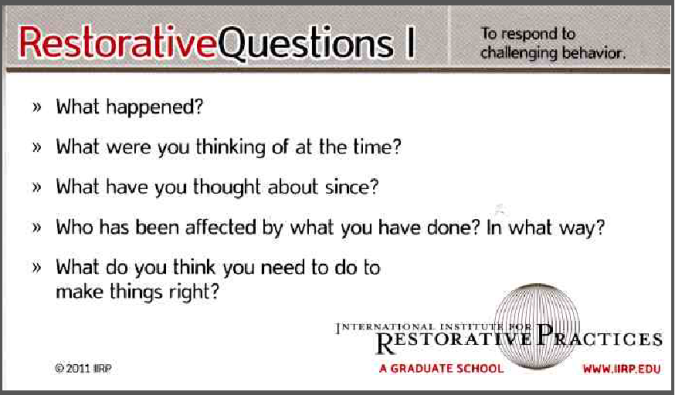 RestorativeQuestions I
To respond to
challenging behavior.
» What happened?
» What were you thinking of at the time?
» What have you thought about since?
» Who has been affected by what you have done? In what way?
» What do you think you need to do to
make things right?
INTERNATIONAL INSTITUTE FOR
RESTORATIVE PRACTICES
A GRADUATE SCHOOL
WWW.IIRP.EDU
© 2011 IIRP